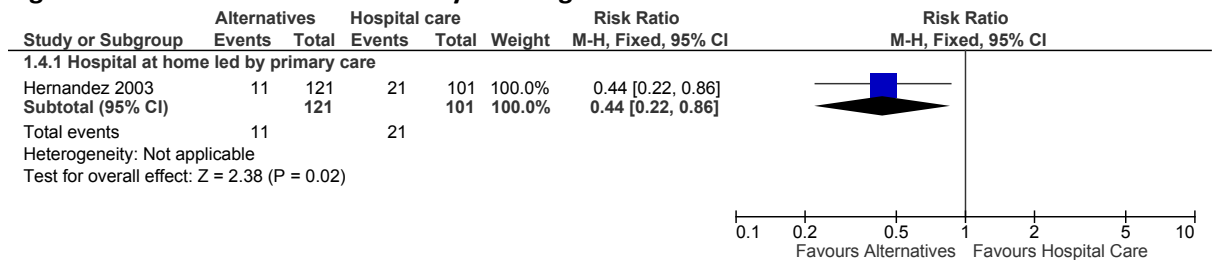 Alternatives Hospital care Risk Ratio Risk Ratio
Study or Subgroup Events Total Events Total Weight M-H, Fixed, 95% CI M-H, Fixed, 95% CI
1.4.1 Hospital at home led by primary care
Hernandez 2003 11 121 21 101 100.0% 0.44 [0.22, 0.86]
Subtotal (95% CI) 121 101 100.0% 0.44 [0.22, 0.86]
Total events 11 21
Heterogeneity: Not applicable
Test for overall effect: Z = 2.38 (P = 0.02)
0.1 0.2 0.5 1 2 5 10
Favours Alternatives Favours Hospital Care